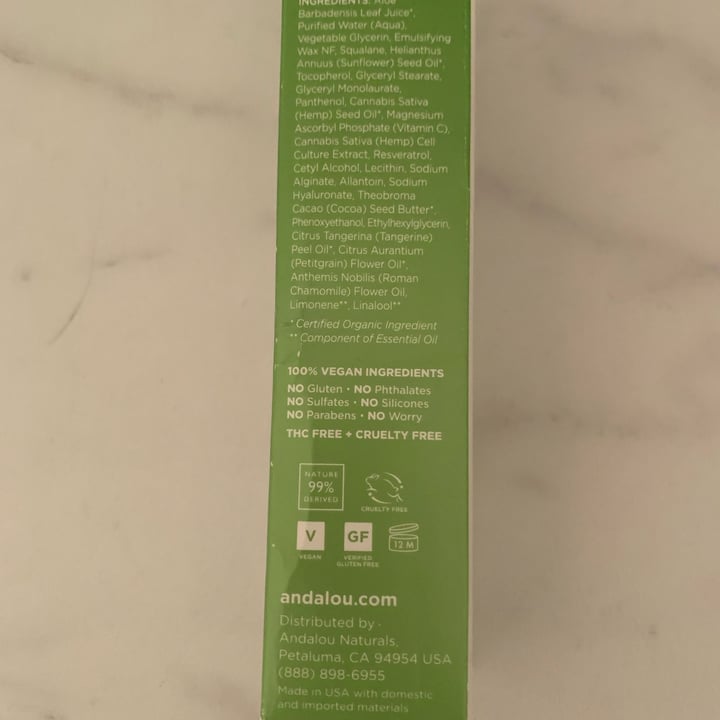 INGREDIENTS: Aloe
Barbadensis Leaf Juice*,
Purified Water (Aqua),
Vegetable Glycerin, Emulsifying
Wax NF, Squalane, Helianthus
Annuus (Sunflower) Seed Oil*,
Tocopherol, Glyceryl Stearate,
Glyceryl Monolaurate,
Panthenol, Cannabis Sativa
(Hemp) Seed Oil*, Magnesium
Ascorbyl Phosphate (Vitamin C),
Cannabis Sativa (Hemp) Cell
Culture Extract, Resveratrol,
Cetyl Alcohol, Lecithin, Sodium
Alginate, Allantoin, Sodium
Hyaluronate, Theobroma
Cacao (Cocoa) Seed Butter*,
Phenoxyethanol, Ethylhexylglycerin,
Citrus Tangerina (Tangerine)
Peel Oil*, Citrus Aurantium
(Petitgrain) Flower Oil*,
Anthemis Nobilis (Roman
Chamomile) Flower Oil,
Limonene**, Linalool**
* Certified Organic Ingredient
** Component of Essential Oil
100% VEGAN INGREDIENTS
NO Gluten • NO Phthalates
NO Sulfates • NO Silicones
NO Parabens • NO Worry
THC FREE + CRUELTY FREE
NATURE
99%
DERIVED
CRUELTY FREE
V
VEGAN
GF
VERIFIED
GLUTEN FREE
12 M
andalou.com
Distributed by
Andalou Naturals,
Petaluma, CA 94954 USA
(888) 898-6955
Made in USA with domestic
and imported materials